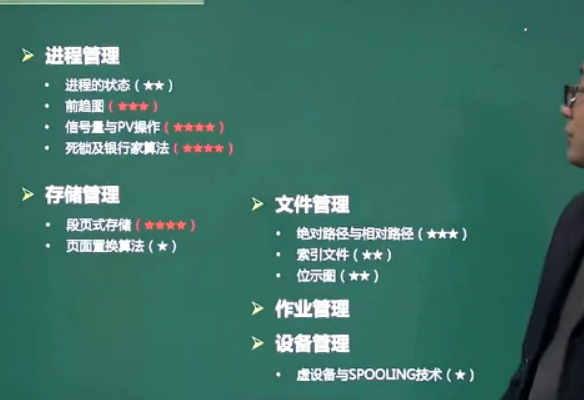 进程管理
进程的状态（★★）
前趋图（★★★）
信号量与PV操作（★★★★）
死锁及银行家算法（★★★★）
存储管理
段页式存储（★★★★）
页面置换算法（★）
文件管理
绝对路径与相对路径（★★★）
索引文件（★★）
位示图（★★）
作业管理
设备管理
虚设备与SPOOLING技术（★）